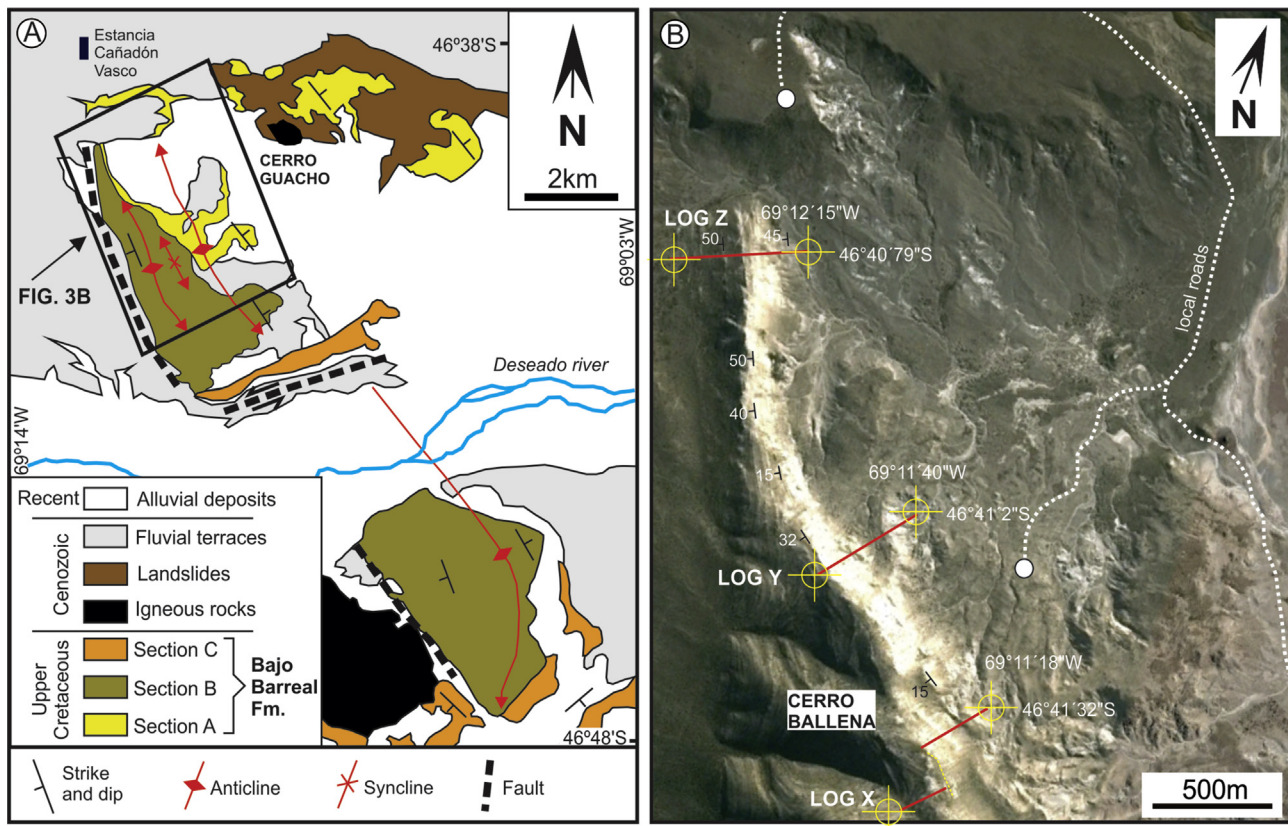 A
Estancia
Cañadón
Vasco
46º38'S
N
2km
CERRO
GUACHO
69º03'W
FIG. 3B
Deseado river
69º14'W
Recent
Alluvial deposits
Cenozoic
Fluvial terraces
Landslides
Igneous rocks
Upper
Cretaceous
Section C
Section B
Section A
Bajo
Barreal
Fm.
46º48'S
Strike
and dip
Anticline
Syncline
Fault
B
N
LOG Z
50
45
69°12´15"W
46°40´79"S
local roads
50
40
15
69°11´40"W
46°41´2"S
32
LOG Y
69°11´18"W
15
CERRO
BALLENA
46°41´32"S
LOG X
500m